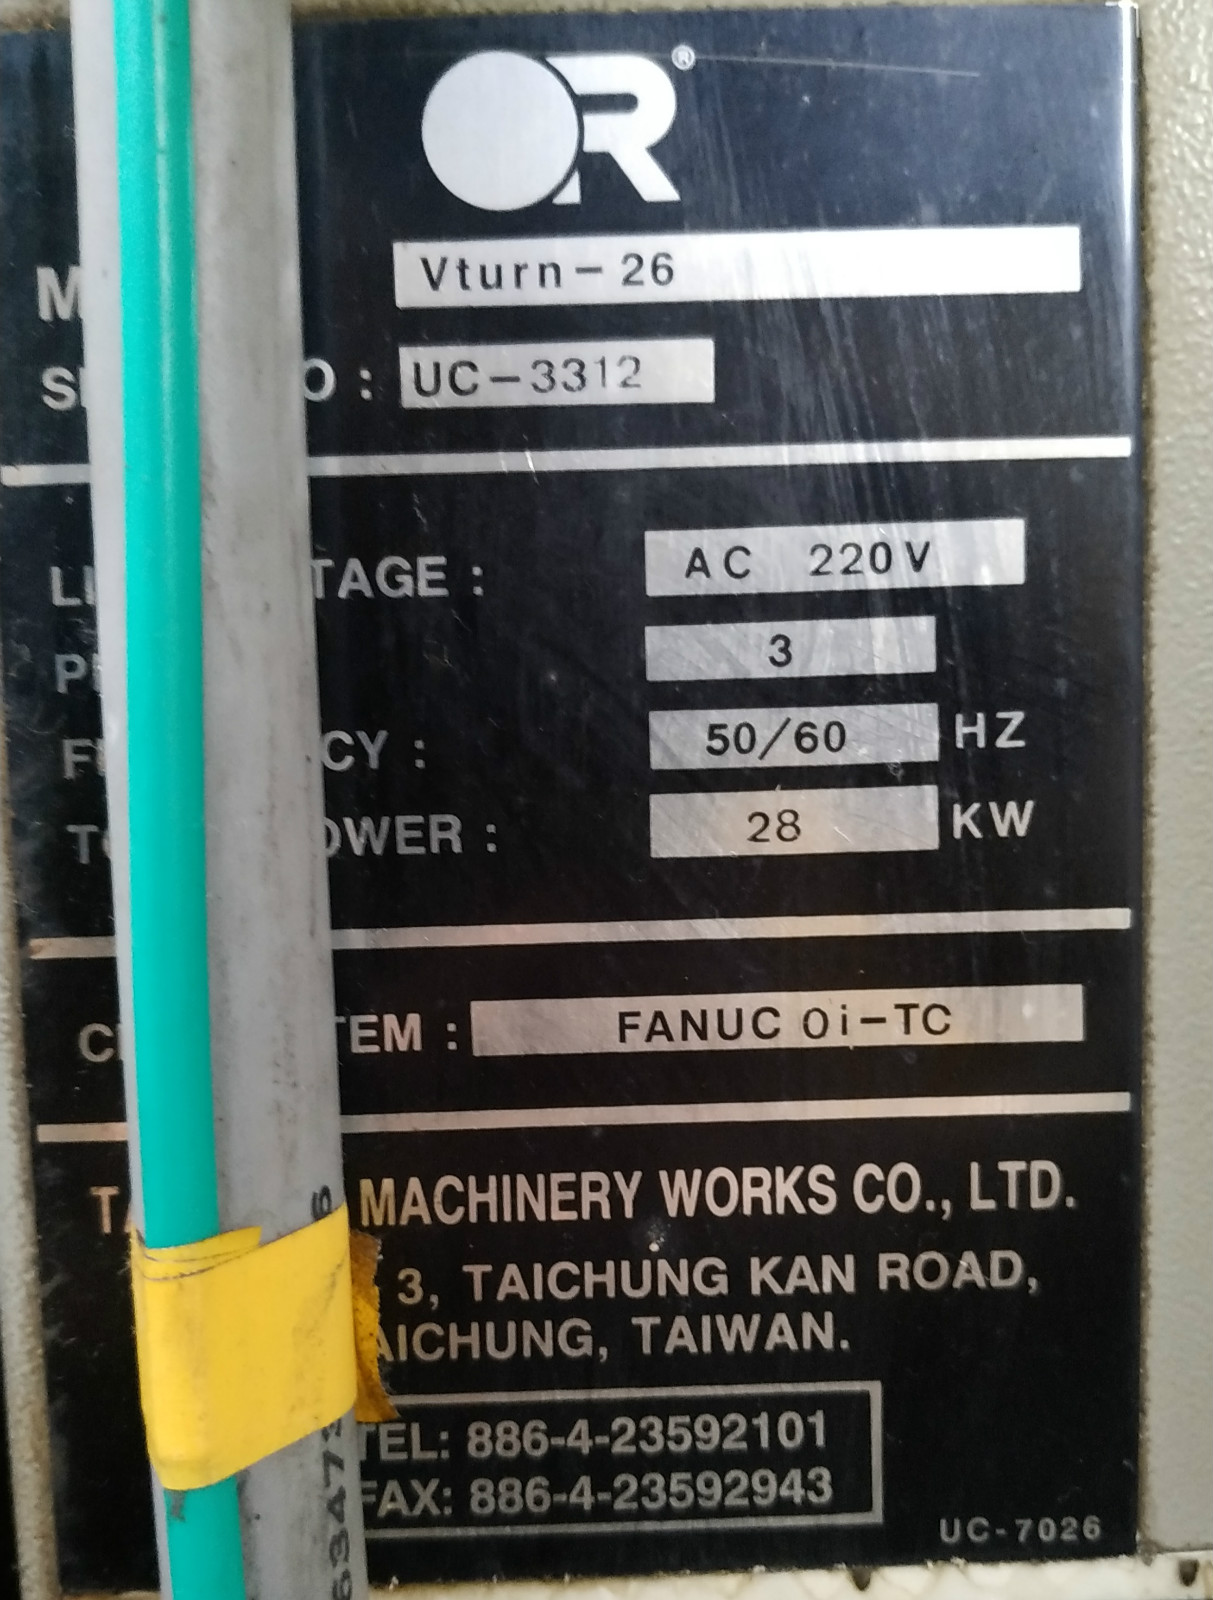 R®
Vturn-26
O: UC-3312
TAGE: AC 220V
3
CY: 50/60 HZ
OWER: 28 KW
TEM: FANUC 0i-TC
MACHINERY WORKS CO., LTD.
3, TAICHUNG KAN ROAD,
AICHUNG, TAIWAN.
TEL: 886-4-23592101
FAX: 886-4-23592943
UC-7026